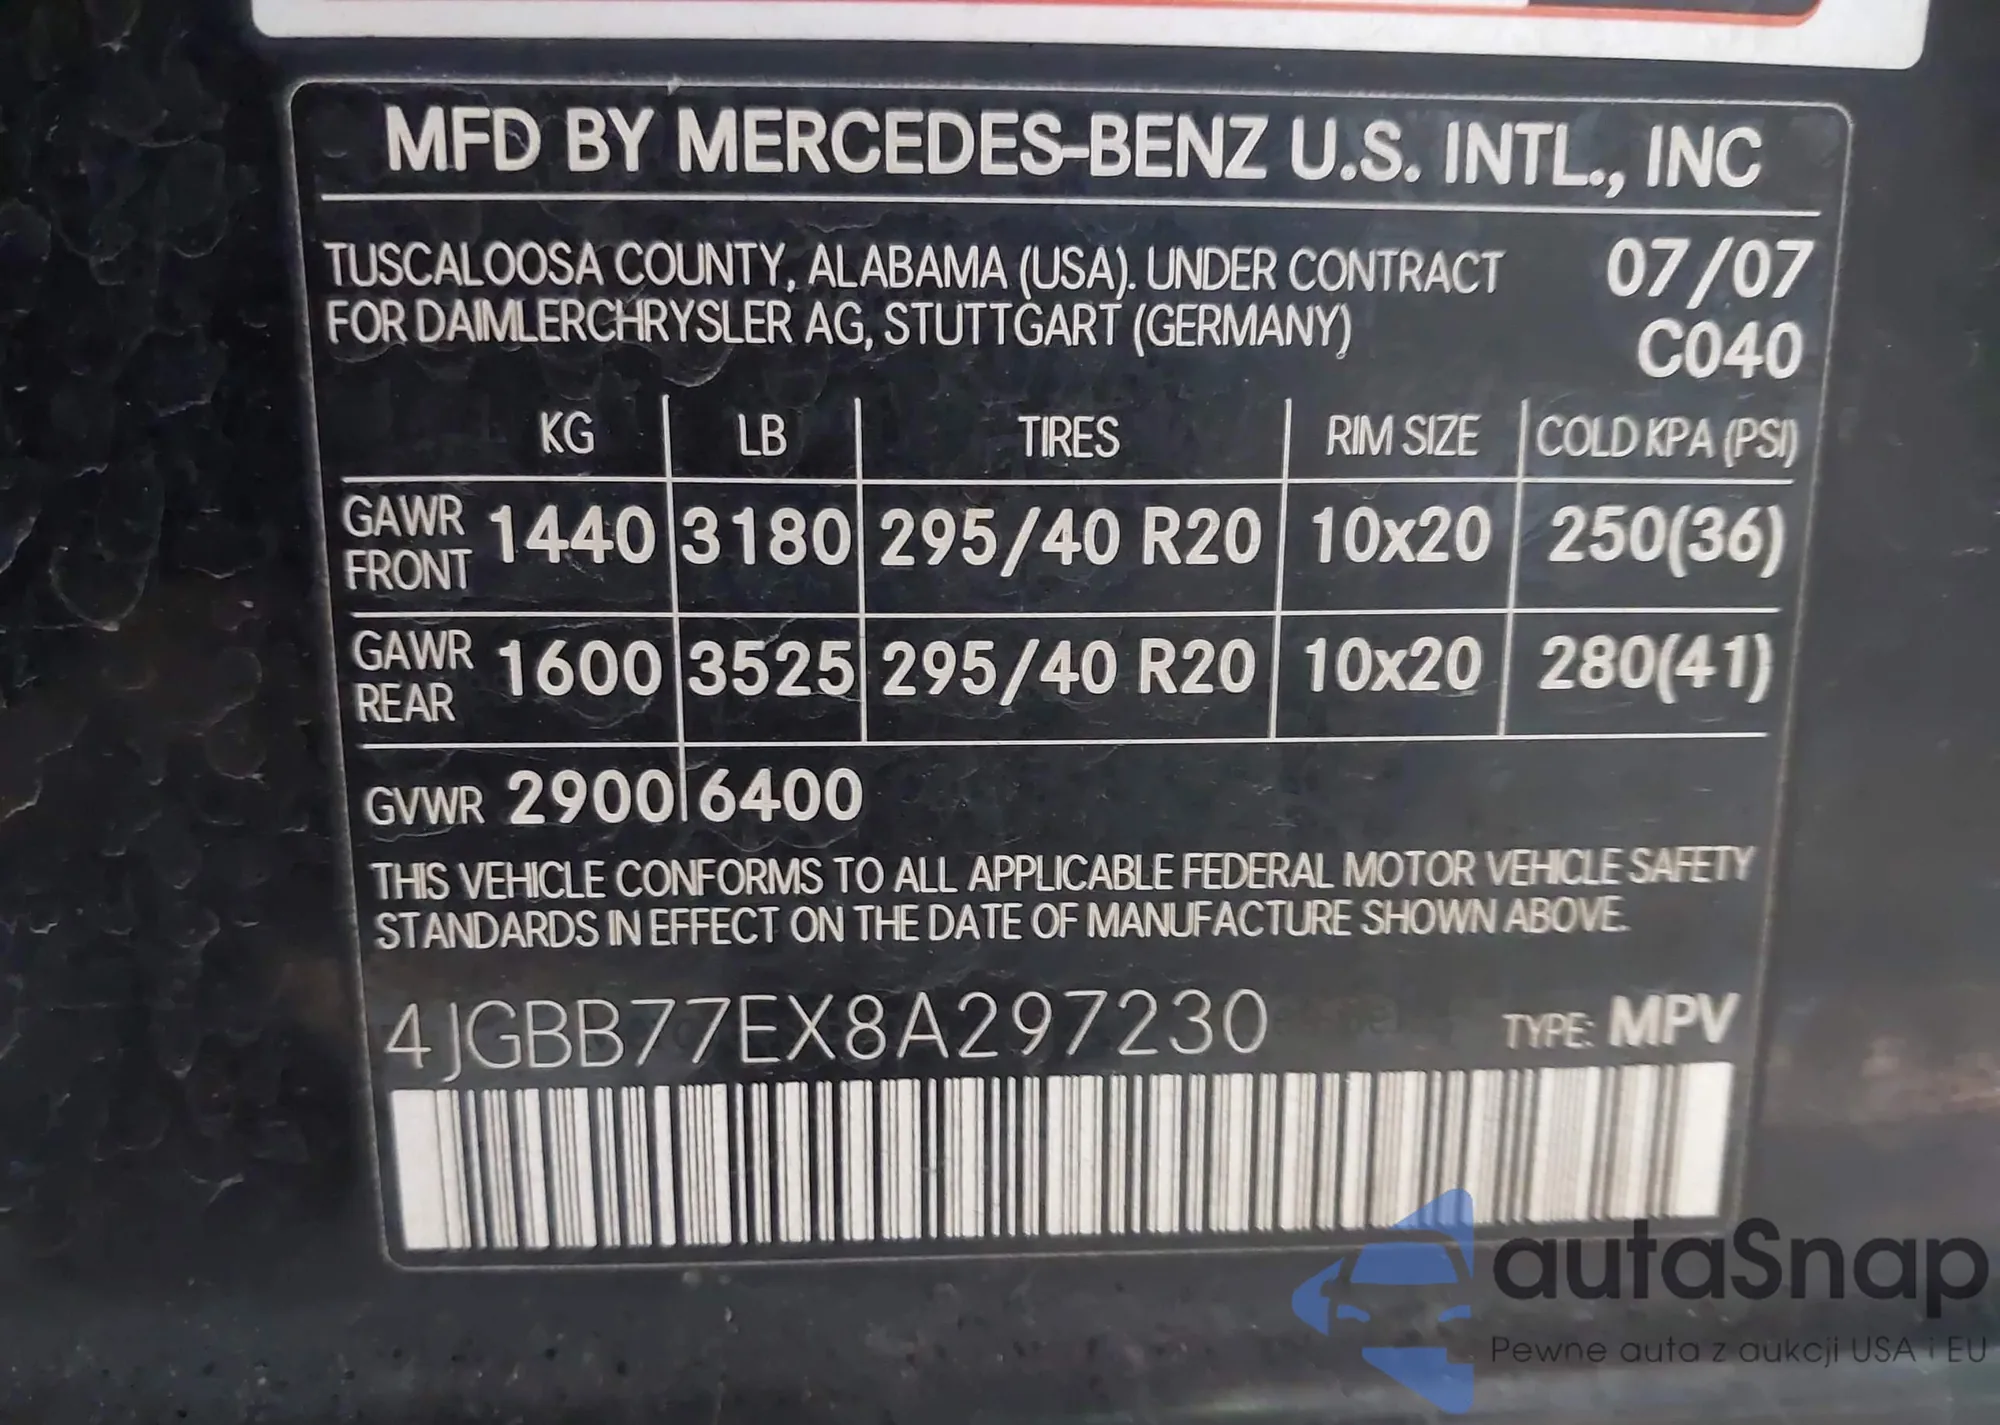 MFD BY MERCEDES-BENZ U.S. INTL., INC
TUSCALOOSA COUNTY, ALABAMA (USA). UNDER CONTRACT 07/07
FOR DAIMLERCHRYSLER AG, STUTTGART (GERMANY) C040
KG LB TIRES RIM SIZE COLD KPA (PSI)
GAWR FRONT 1440 3180 295/40 R20 10x20 250(36)
GAWR REAR 1600 3525 295/40 R20 10x20 280(41)
GVWR 2900 6400
THIS VEHICLE CONFORMS TO ALL APPLICABLE FEDERAL MOTOR VEHICLE SAFETY
STANDARDS IN EFFECT ON THE DATE OF MANUFACTURE SHOWN ABOVE.
4JGBB77EX8A297230 TYPE: MPV
autaSnap
Pewne auta z aukcji USA i EU